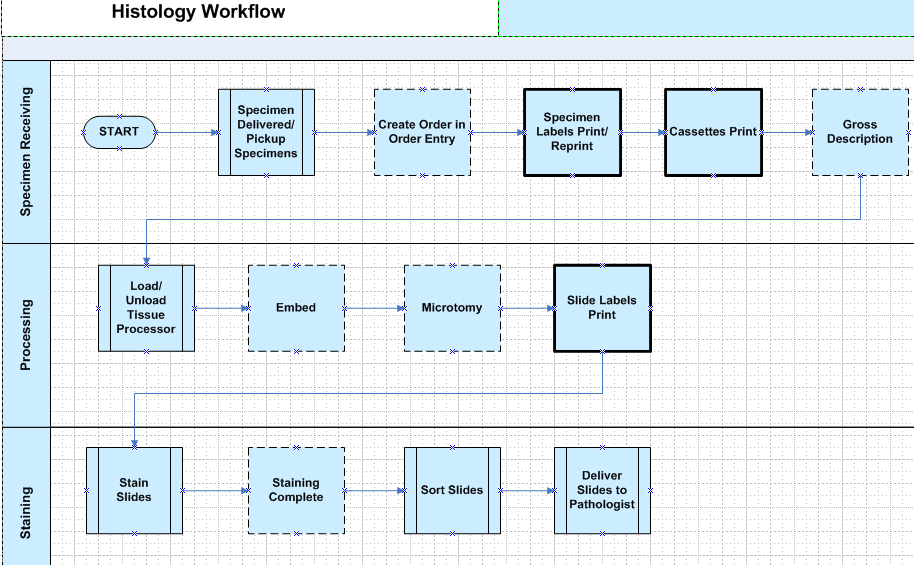 Histology Workflow
Specimen Receiving
START
Specimen
Delivered/
Pickup
Specimens
Create Order in
Order Entry
Specimen
Labels Print/
Reprint
Cassettes Print
Gross
Description
Processing
Load/
Unload
Tissue
Processor
Embed
Microtomy
Slide Labels
Print
Staining
Stain
Slides
Staining
Complete
Sort Slides
Deliver
Slides to
Pathologist